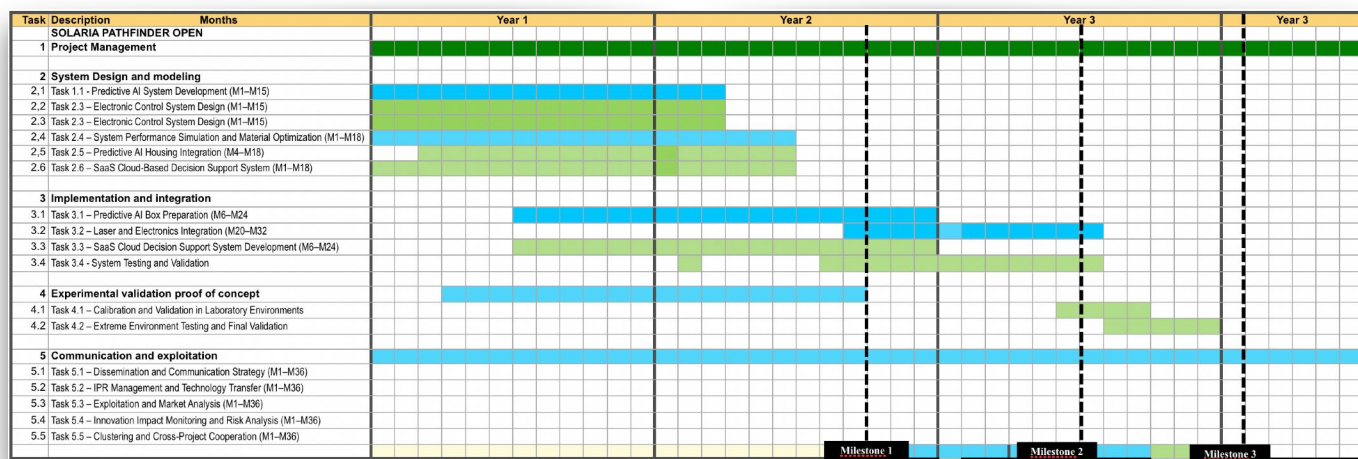 Task Description Months Year 1 Year 2 Year 3 Year 3
SOLARIA PATHFINDER OPEN
1 Project Management
2 System Design and modeling
2,1 Task 1.1 - Predictive AI System Development (M1–M15)
2,2 Task 2.3 – Electronic Control System Design (M1–M15)
2.3 Task 2.3 – Electronic Control System Design (M1–M15)
2,4 Task 2.4 – System Performance Simulation and Material Optimization (M1–M18)
2,5 Task 2.5 – Predictive AI Housing Integration (M4–M18)
2.6 Task 2.6 – SaaS Cloud-Based Decision Support System (M1–M18)
3 Implementation and integration
3.1 Task 3.1 – Predictive AI Box Preparation (M6–M24
3.2 Task 3.2 – Laser and Electronics Integration (M20–M32
3.3 Task 3.3 – SaaS Cloud Decision Support System Development (M6–M24)
3.4 Task 3.4 - System Testing and Validation
4 Experimental validation proof of concept
4.1 Task 4.1 – Calibration and Validation in Laboratory Environments
4.2 Task 4.2 – Extreme Environment Testing and Final Validation
5 Communication and exploitation
5.1 Task 5.1 – Dissemination and Communication Strategy (M1–M36)
5.2 Task 5.2 – IPR Management and Technology Transfer (M1–M36)
5.3 Task 5.3 – Exploitation and Market Analysis (M1–M36)
5.4 Task 5.4 – Innovation Impact Monitoring and Risk Analysis (M1–M36)
5.5 Task 5.5 – Clustering and Cross-Project Cooperation (M1–M36)
Milestone 1 Milestone 2 Milestone 3